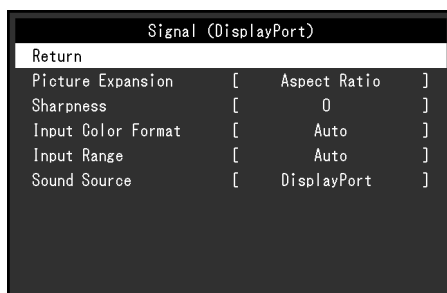 Signal (DisplayPort)
Return
Picture Expansion [ Aspect Ratio ]
Sharpness [ 0 ]
Input Color Format [ Auto ]
Input Range [ Auto ]
Sound Source [ DisplayPort ]